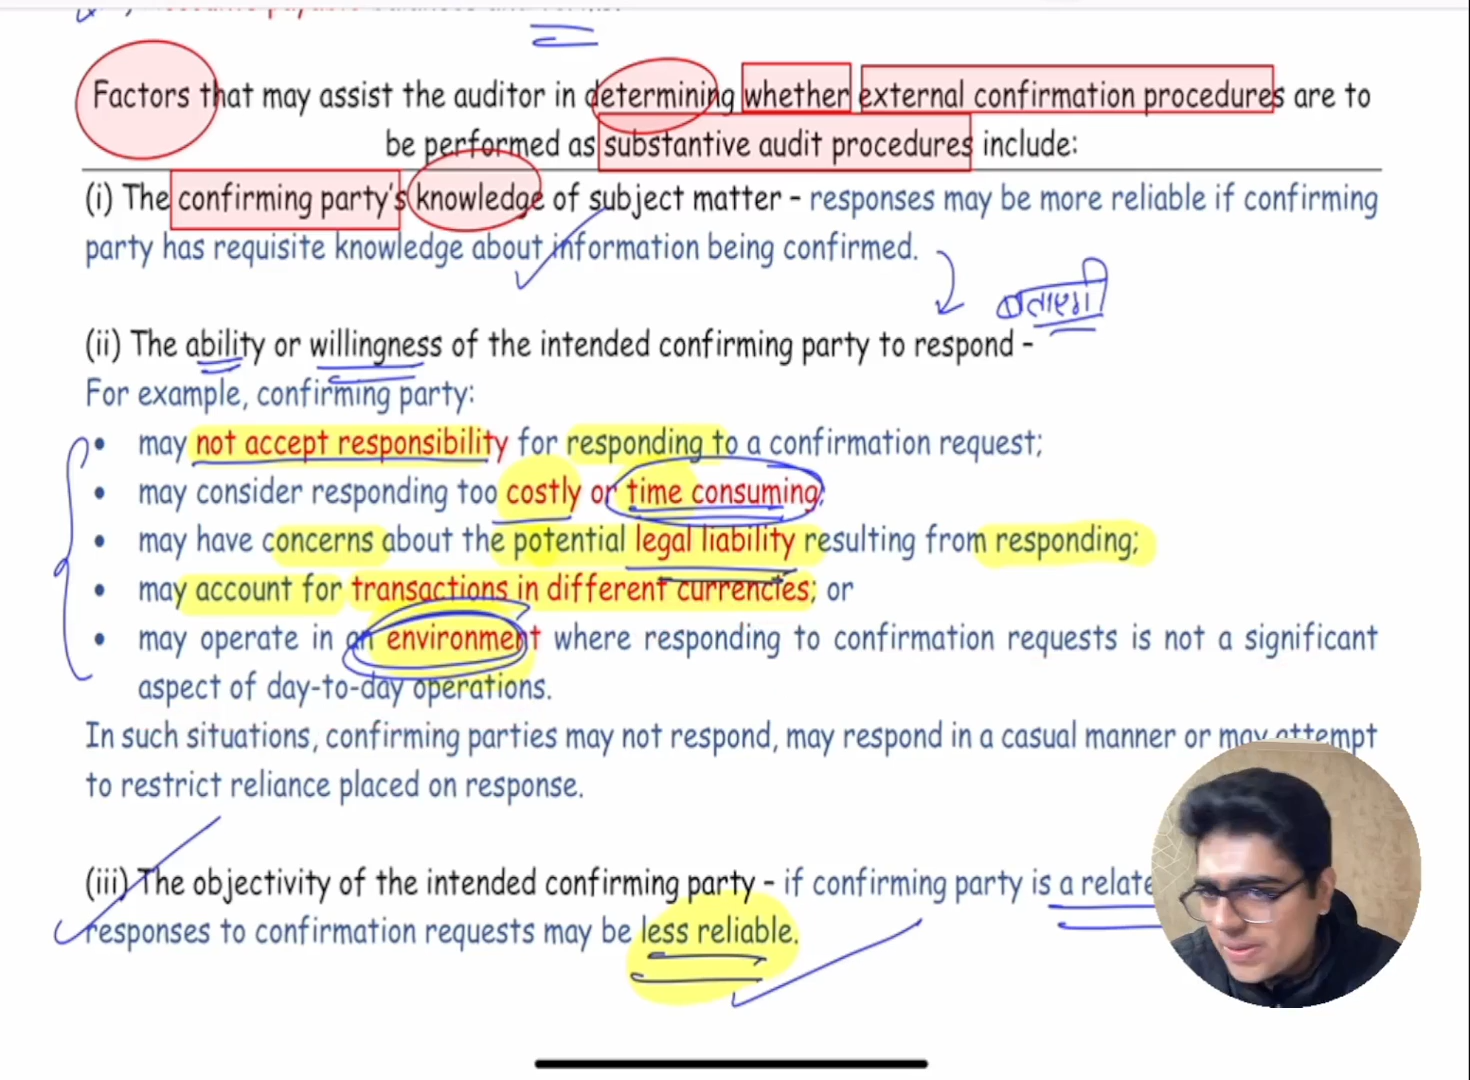 Factors that may assist the auditor in determining whether external confirmation procedures are to
be performed as substantive audit procedures include:
(i) The confirming party's knowledge of subject matter - responses may be more reliable if confirming
party has requisite knowledge about information being confirmed.
बताएगी
(ii) The ability or willingness of the intended confirming party to respond -
For example, confirming party:
• may not accept responsibility for responding to a confirmation request;
• may consider responding too costly or time consuming;
• may have concerns about the potential legal liability resulting from responding;
• may account for transactions in different currencies; or
• may operate in an environment where responding to confirmation requests is not a significant
aspect of day-to-day operations.
In such situations, confirming parties may not respond, may respond in a casual manner or may attempt
to restrict reliance placed on response.
(iii) The objectivity of the intended confirming party - if confirming party is a relate
responses to confirmation requests may be less reliable.